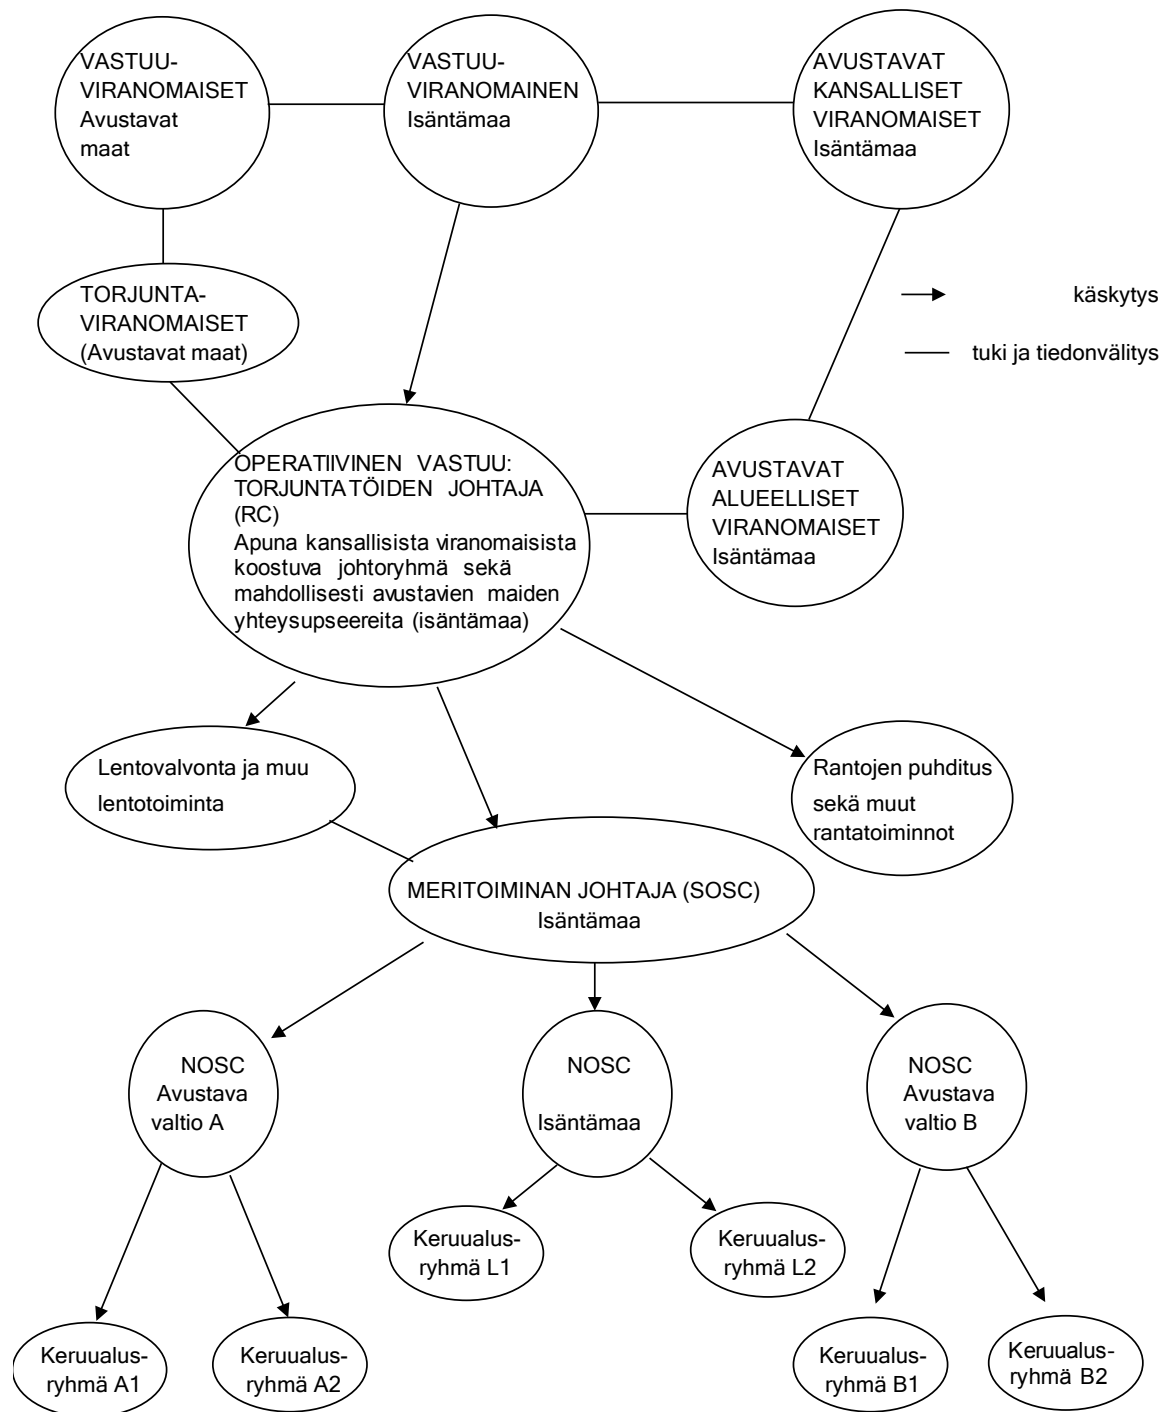 VASTUU-
VIRANOMAISET
Avustavat
maat
VASTUU-
VIRANOMAINEN
Isäntämaa
AVUSTAVAT
KANSALLISET
VIRANOMAISET
Isäntämaa
TORJUNTA-
VIRANOMAISET
(Avustavat maat)
käskytys
tuki ja tiedonvälitys
OPERATIIVINEN VASTUU:
TORJUNTATÖIDEN JOHTAJA
(RC)
Apuna kansallisista viranomaisista
koostuva johtoryhmä sekä
mahdollisesti avustavien maiden
yhteysupseereita (isäntämaa)
AVUSTAVAT
ALUEELLISET
VIRANOMAISET
Isäntämaa
Lentovalvonta ja muu
lentotoiminta
Rantojen puhditus
sekä muut
rantatoiminnot
MERITOIMINAN JOHTAJA (SOSC)
Isäntämaa
NOSC
Avustava
valtio A
NOSC
Isäntämaa
NOSC
Avustava
valtio B
Keruualus-
ryhmä L1
Keruualus-
ryhmä L2
Keruualus-
ryhmä A1
Keruualus-
ryhmä A2
Keruualus-
ryhmä B1
Keruualus-
ryhmä B2